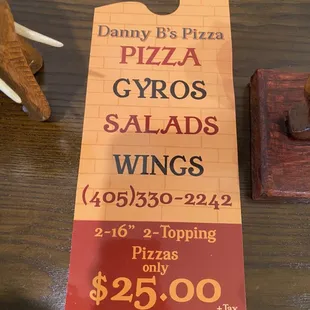 Danny B's Pizza
PIZZA
GYROS
SALADS
WINGS
(405)330-2242
2-16" 2-Topping
Pizzas
only
$25.00
+Tax